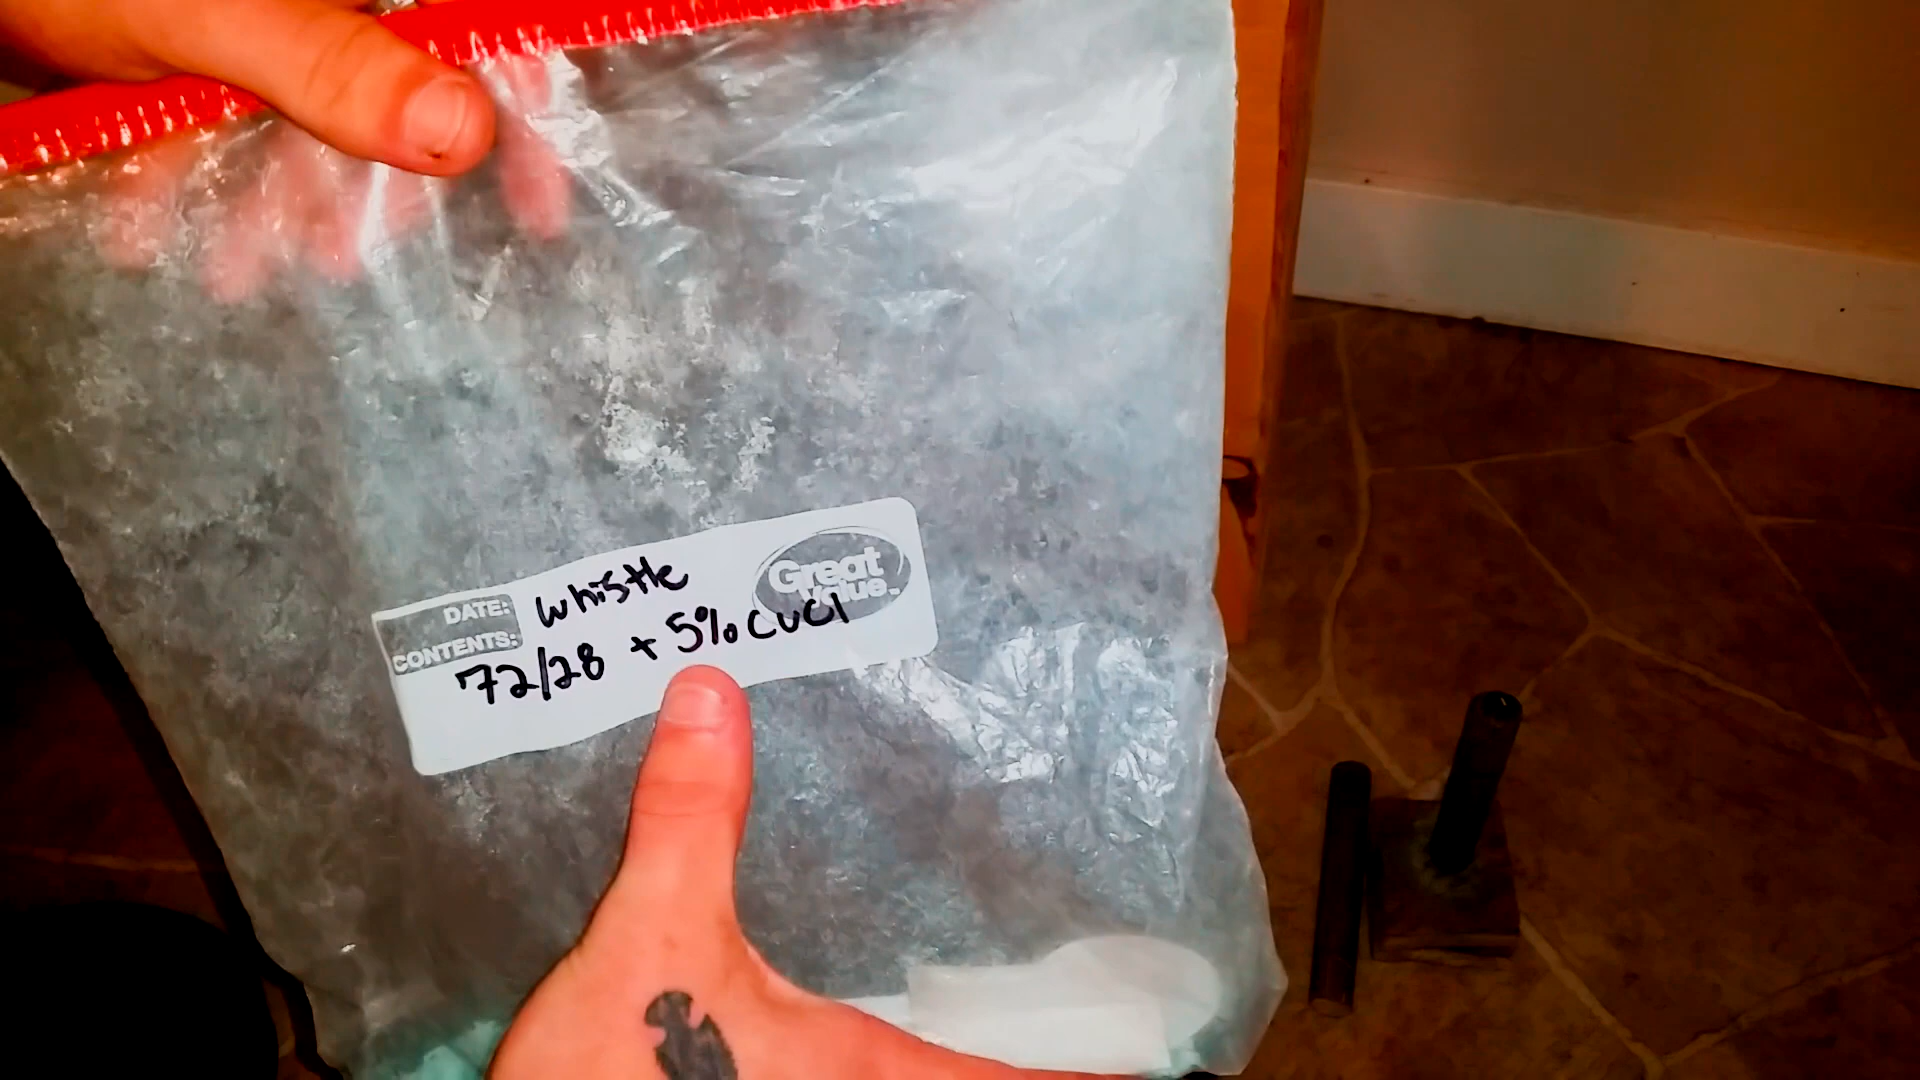 DATE: whistle
Great Value.
CONTENTS: 72/28 + 5% CUCl